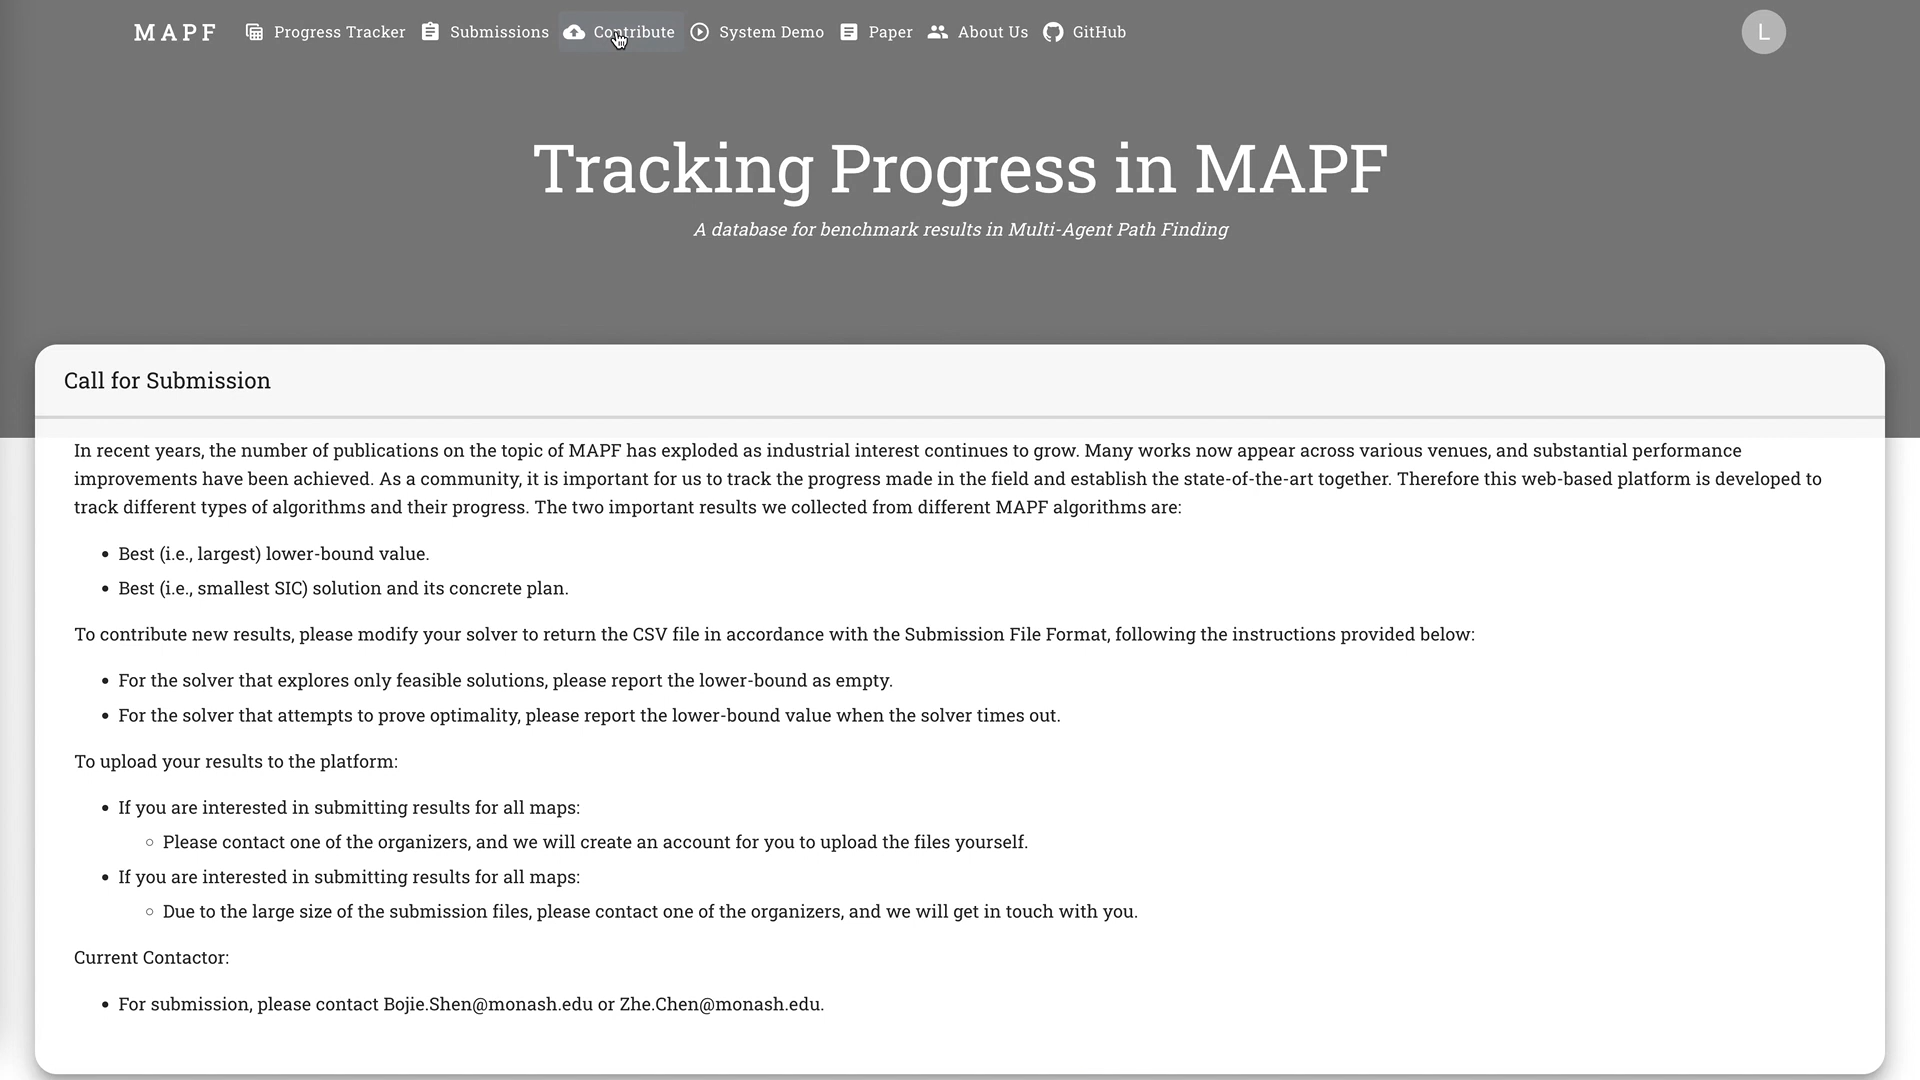 MAPF Progress Tracker Submissions Contribute System Demo Paper About Us GitHub L
Tracking Progress in MAPF
A database for benchmark results in Multi-Agent Path Finding
Call for Submission
In recent years, the number of publications on the topic of MAPF has exploded as industrial interest continues to grow. Many works now appear across various venues, and substantial performance
improvements have been achieved. As a community, it is important for us to track the progress made in the field and establish the state-of-the-art together. Therefore this web-based platform is developed to
track different types of algorithms and their progress. The two important results we collected from different MAPF algorithms are:
• Best (i.e., largest) lower-bound value.
• Best (i.e., smallest SIC) solution and its concrete plan.
To contribute new results, please modify your solver to return the CSV file in accordance with the Submission File Format, following the instructions provided below:
• For the solver that explores only feasible solutions, please report the lower-bound as empty.
• For the solver that attempts to prove optimality, please report the lower-bound value when the solver times out.
To upload your results to the platform:
• If you are interested in submitting results for all maps:
◦ Please contact one of the organizers, and we will create an account for you to upload the files yourself.
• If you are interested in submitting results for all maps:
◦ Due to the large size of the submission files, please contact one of the organizers, and we will get in touch with you.
Current Contactor:
• For submission, please contact Bojie.Shen@monash.edu or Zhe.Chen@monash.edu.